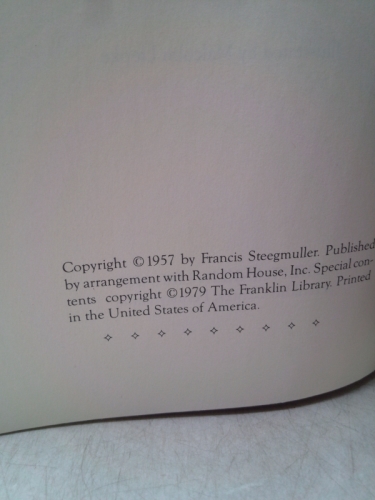 Copyright ©1957 by Francis Steegmuller. Published
by arrangement with Random House, Inc. Special con-
tents copyright ©1979 The Franklin Library. Printed
in the United States of America.